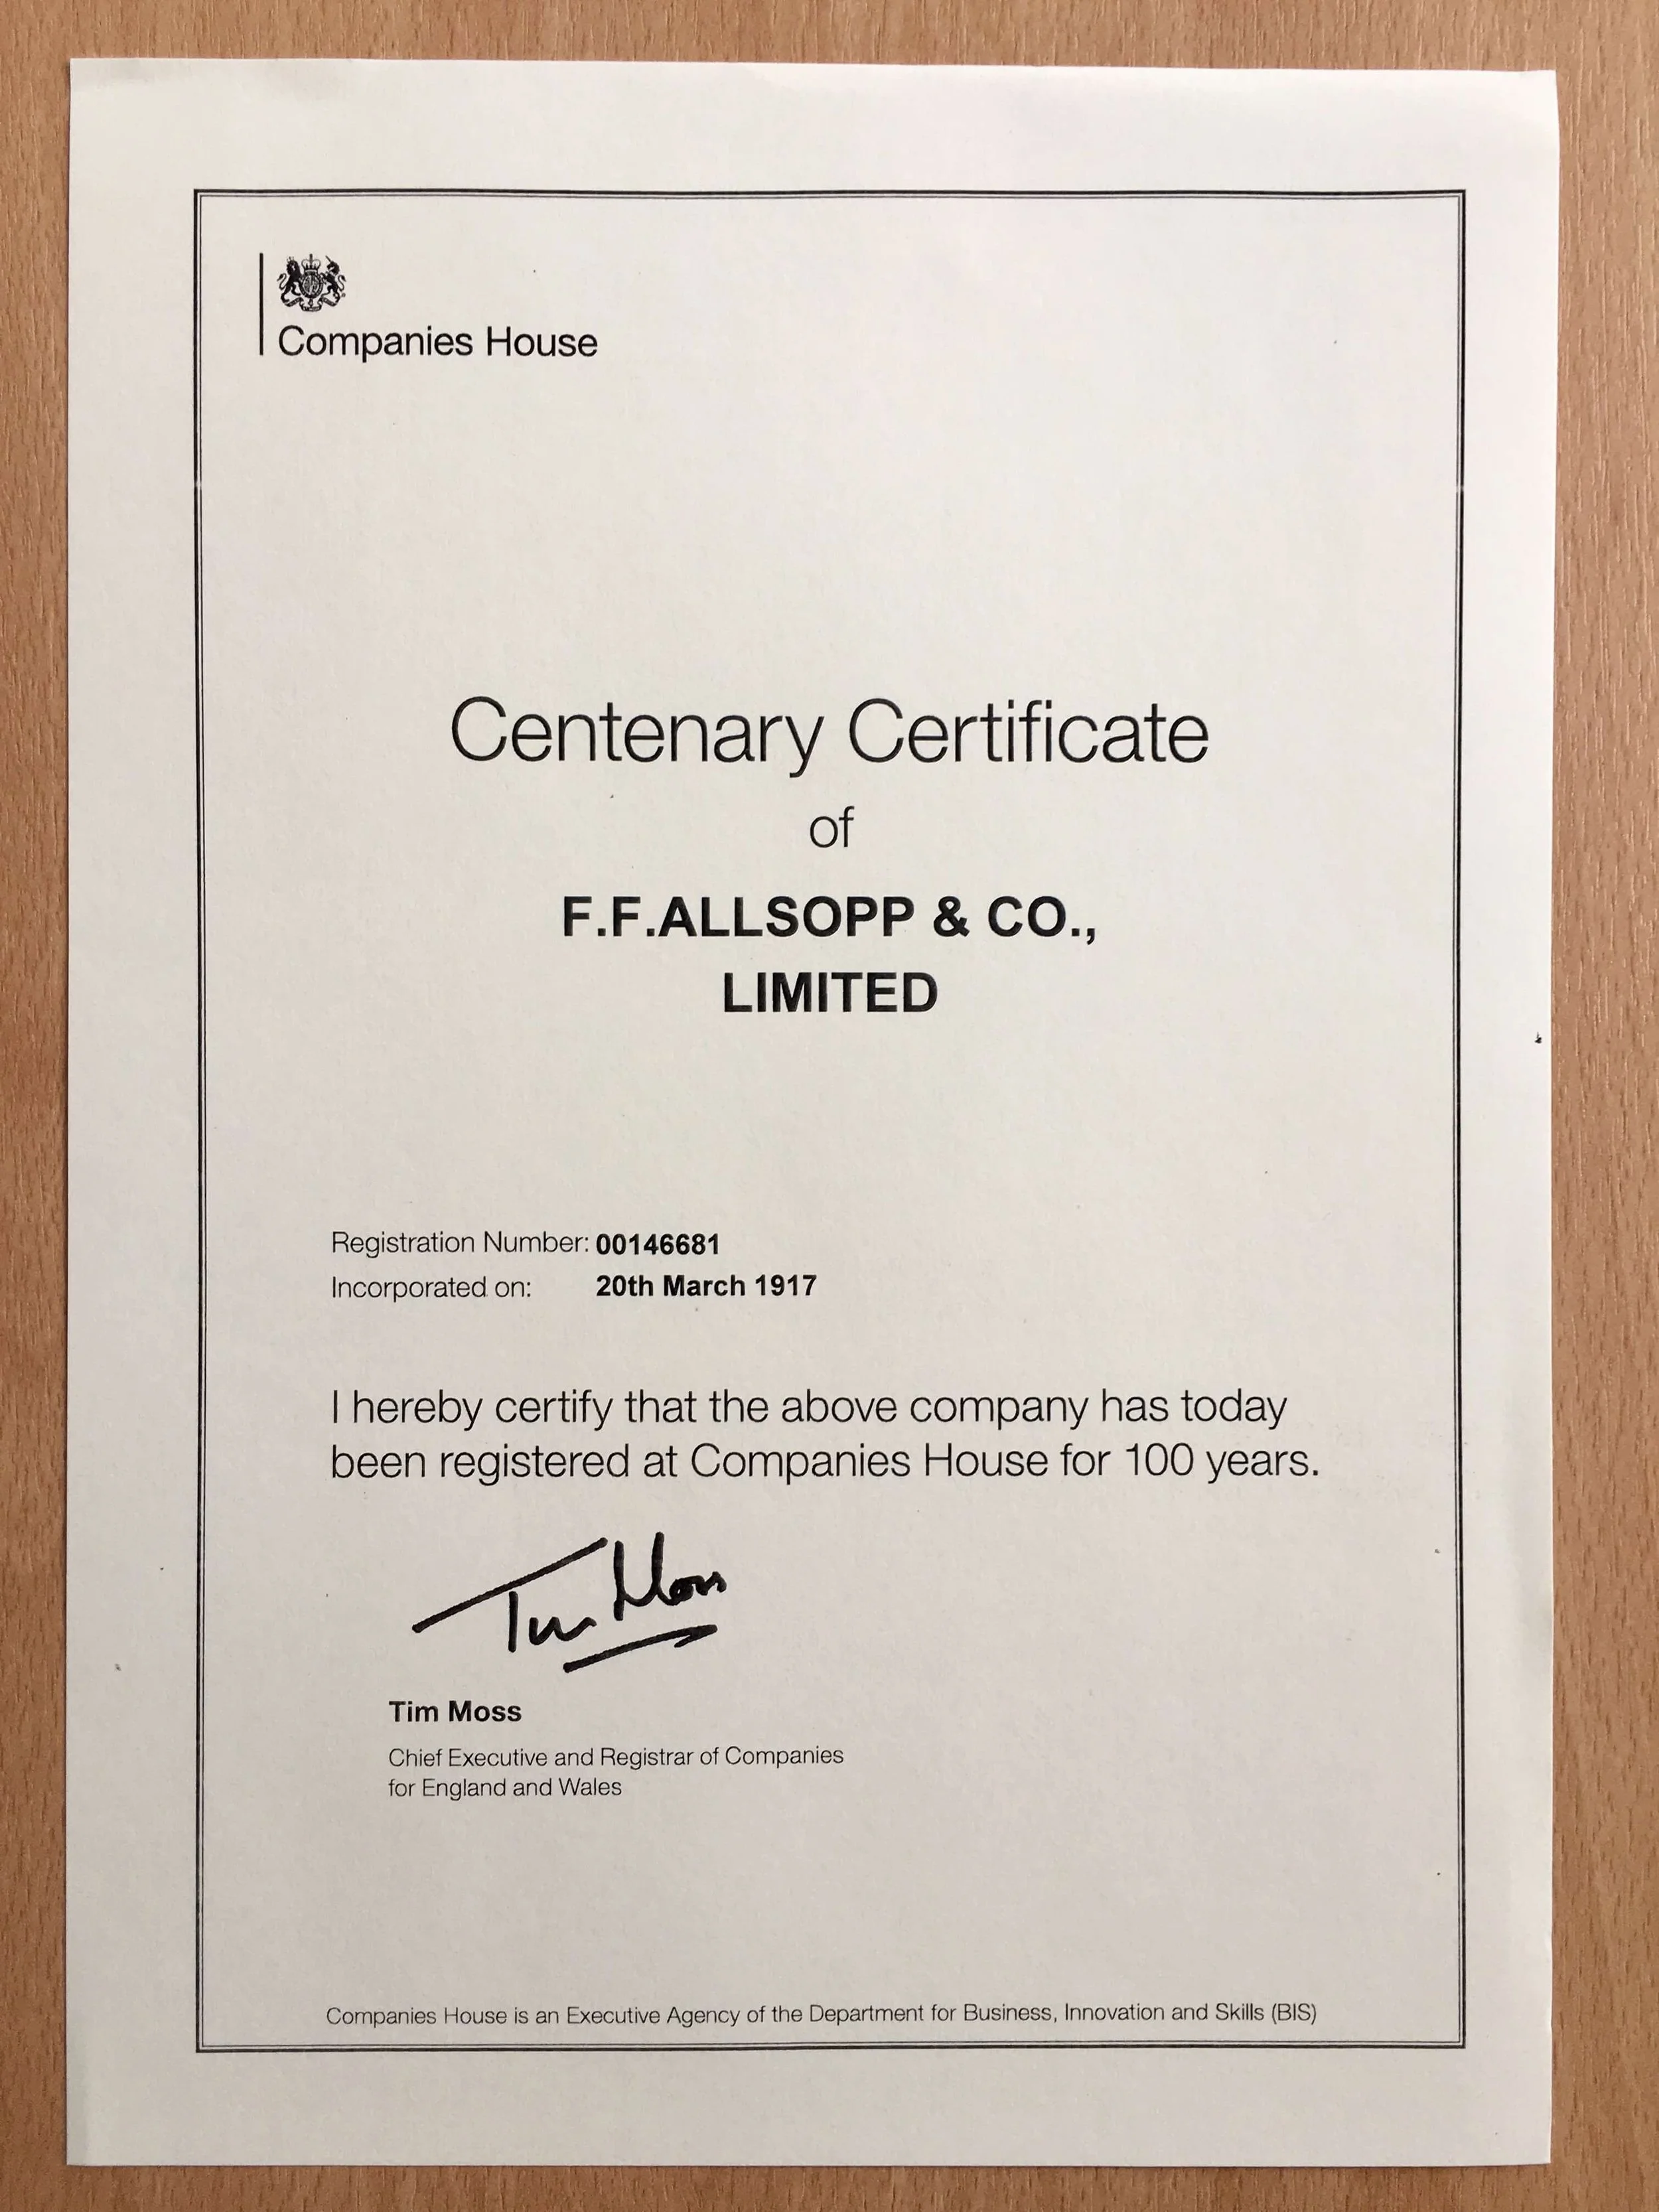 Companies House
Centenary Certificate
of
F.F.ALLSOPP & CO.,
LIMITED
Registration Number: 00146681
Incorporated on: 20th March 1917
I hereby certify that the above company has today
been registered at Companies House for 100 years.
Tim Moss
Tim Moss
Chief Executive and Registrar of Companies
for England and Wales
Companies House is an Executive Agency of the Department for Business, Innovation and Skills (BIS)